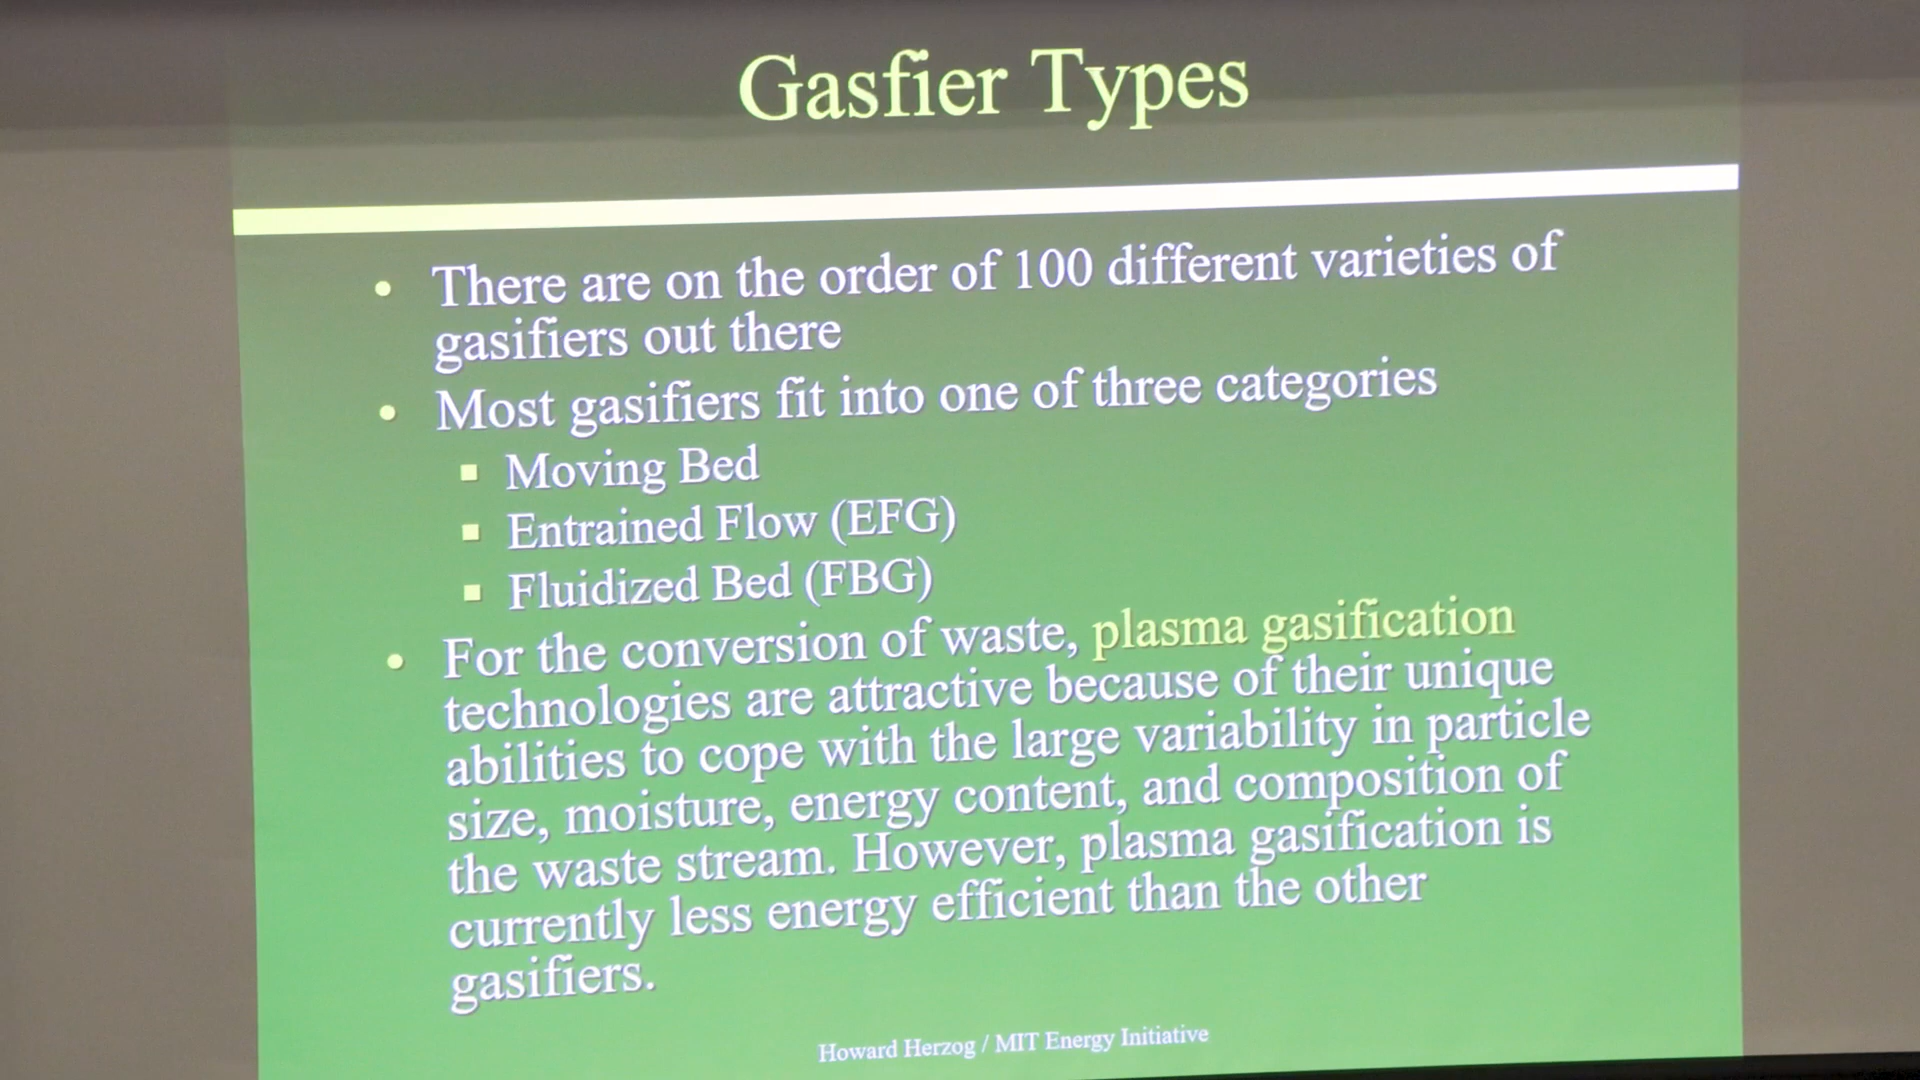 Gasfier Types
• There are on the order of 100 different varieties of
gasifiers out there
• Most gasifiers fit into one of three categories
▪ Moving Bed
▪ Entrained Flow (EFG)
▪ Fluidized Bed (FBG)
• For the conversion of waste, plasma gasification
technologies are attractive because of their unique
abilities to cope with the large variability in particle
size, moisture, energy content, and composition of
the waste stream. However, plasma gasification is
currently less energy efficient than the other
gasifiers.
Howard Herzog / MIT Energy Initiative